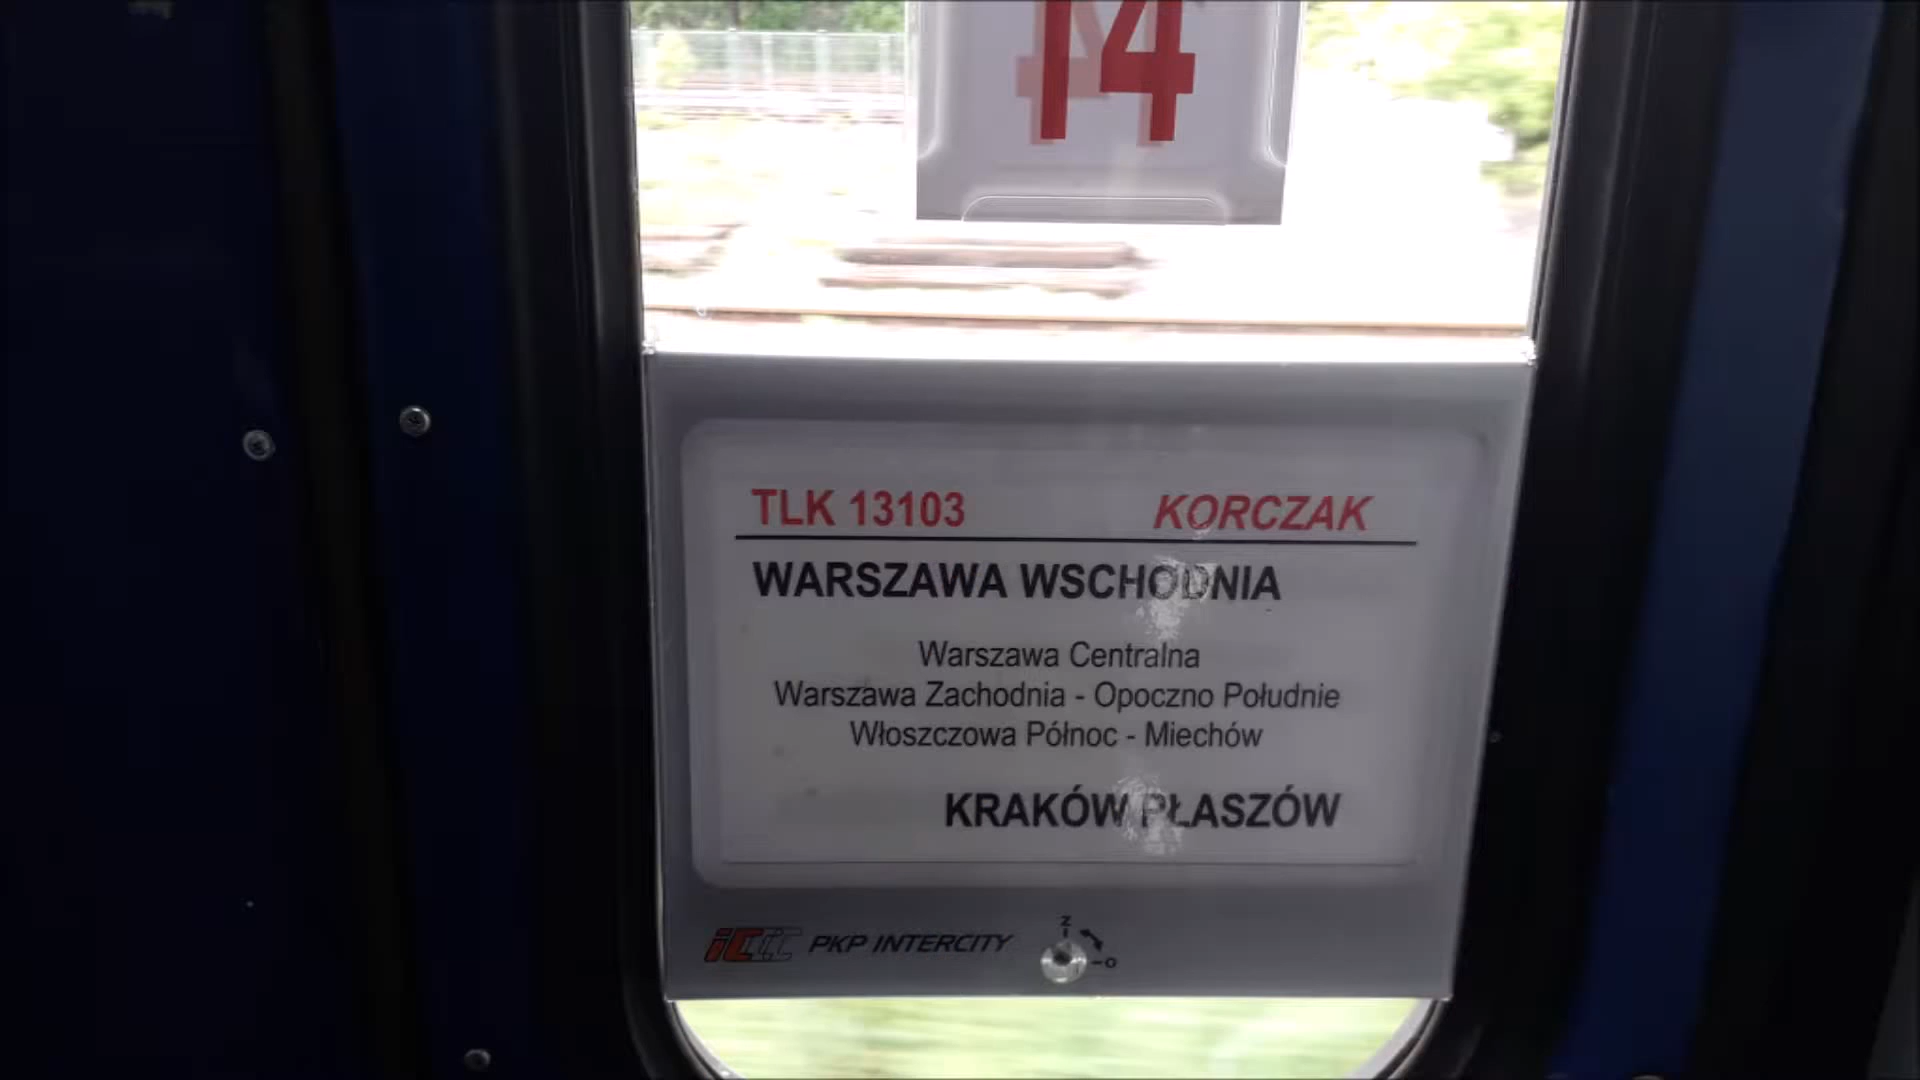 14
TLK 13103 KORCZAK
WARSZAWA WSCHODNIA
Warszawa Centralna
Warszawa Zachodnia - Opoczno Południe
Włoszczowa Północ - Miechów
KRAKÓW PŁASZÓW
iC PKP INTERCITY
Z
O